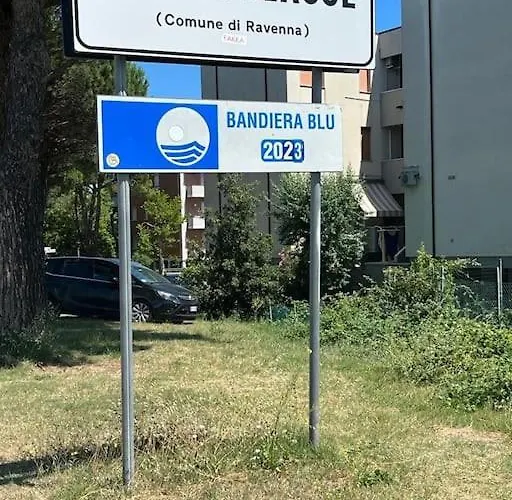 (Comune di Ravenna)
BANDIERA BLU
2023